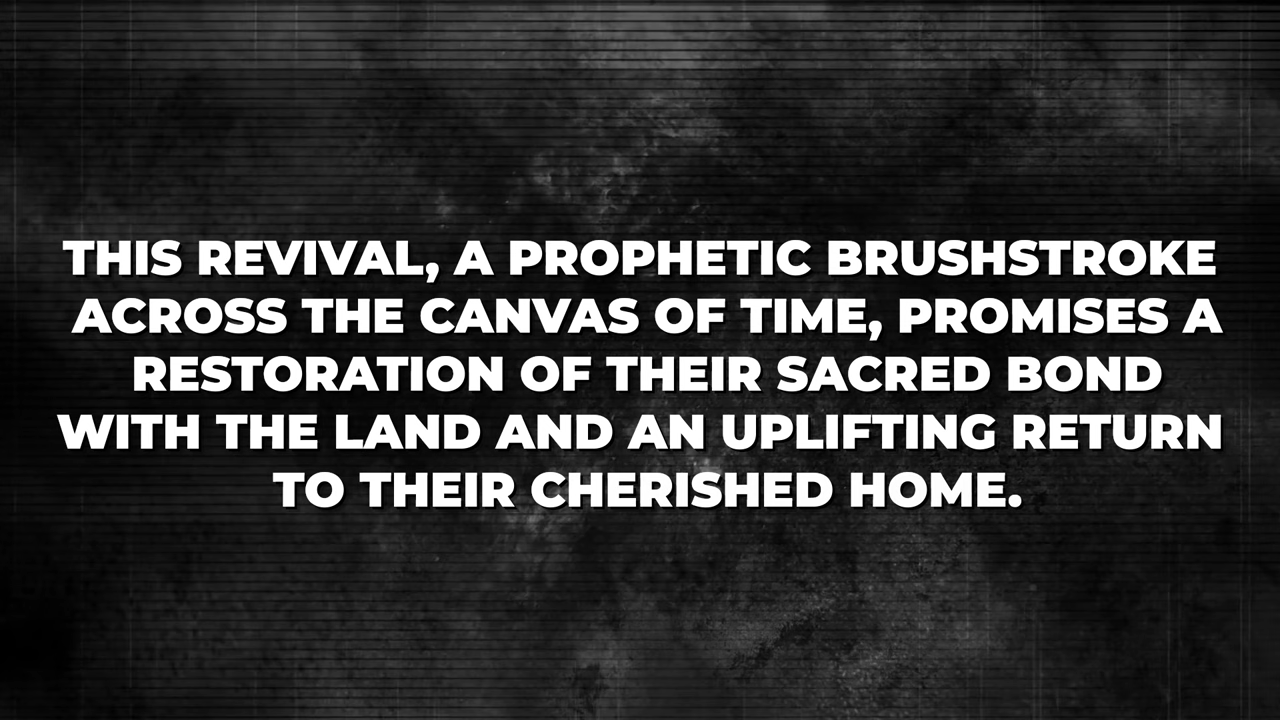 THIS REVIVAL, A PROPHETIC BRUSHSTROKE
ACROSS THE CANVAS OF TIME, PROMISES A
RESTORATION OF THEIR SACRED BOND
WITH THE LAND AND AN UPLIFTING RETURN
TO THEIR CHERISHED HOME.